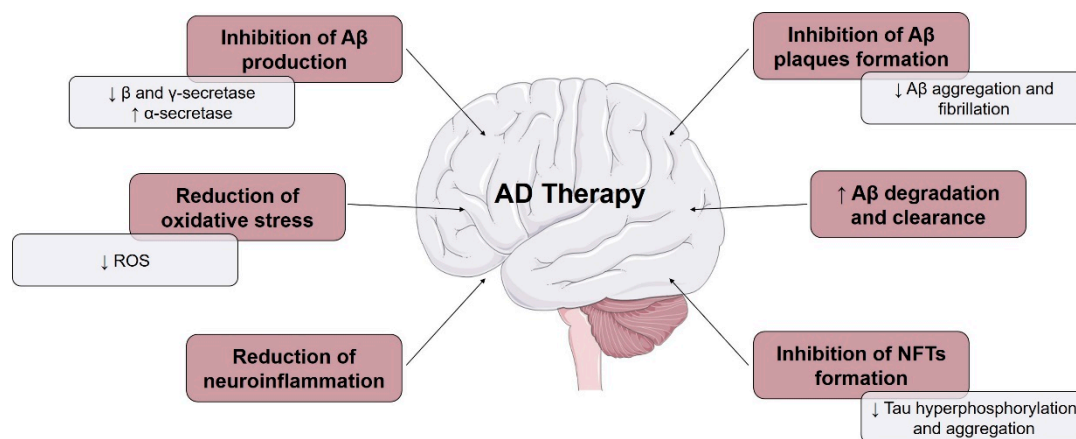 Inhibition of Aβ
production
↓ β and γ-secretase
↑ α-secretase
Reduction of
oxidative stress
↓ ROS
Reduction of
neuroinflammation
AD Therapy
Inhibition of Aβ
plaques formation
↓ Aβ aggregation and
fibrillation
↑ Aβ degradation
and clearance
Inhibition of NFTs
formation
↓ Tau hyperphosphorylation
and aggregation